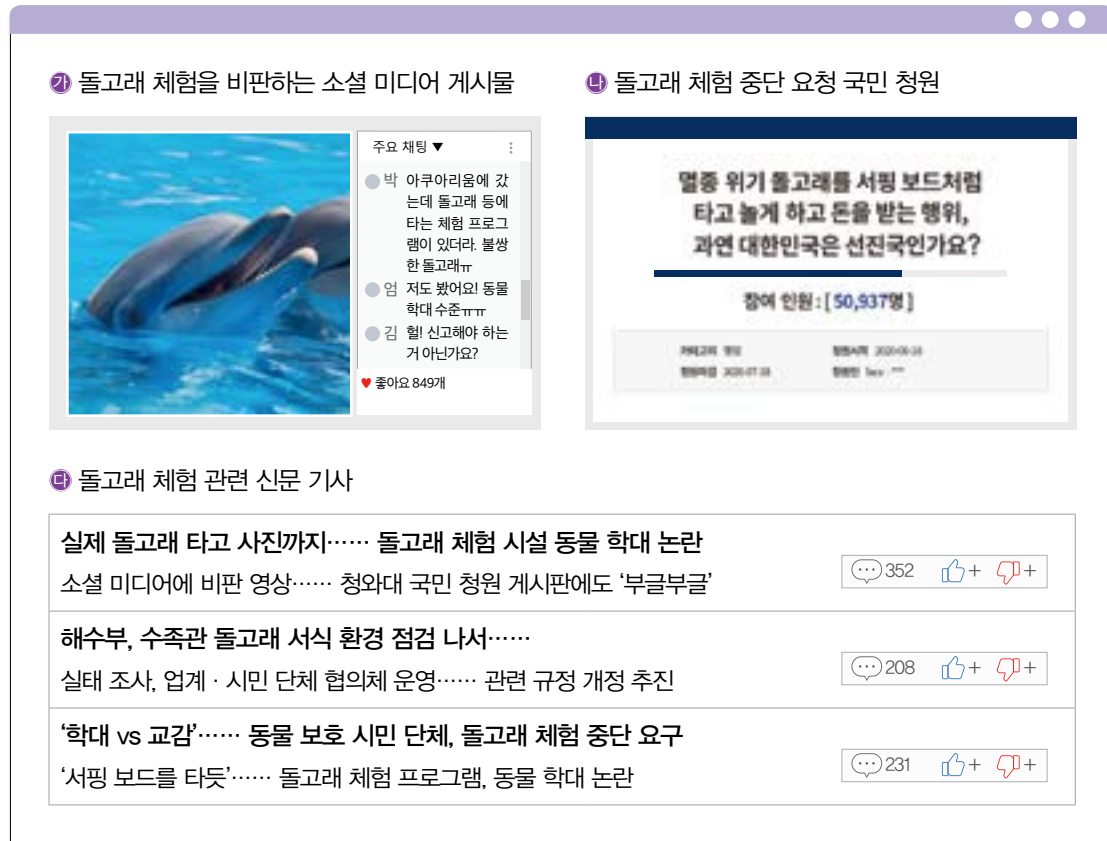 가 돌고래 체험을 비판하는 소셜 미디어 게시물
주요 채팅 ▼
박 아쿠아리움에 갔
는데 돌고래 등에
타는 체험 프로그
램이 있더라. 불쌍
한 돌고래ㅠ
엄 저도 봤어요! 동물
학대 수준ㅠㅠ
김 헐! 신고해야 하는
거 아닌가요?
♥ 좋아요 849개
나 돌고래 체험 중단 요청 국민 청원
멸종 위기 돌고래를 서핑 보드처럼
타고 놀게 하고 돈을 받는 행위,
과연 대한민국은 선진국인가요?
참여 인원 : [ 50,937명 ]
카테고리
청원시작
청원마감
청원인
다 돌고래 체험 관련 신문 기사
실제 돌고래 타고 사진까지…… 돌고래 체험 시설 동물 학대 논란
소셜 미디어에 비판 영상…… 청와대 국민 청원 게시판에도 ‘부글부글’
352 + +
해수부, 수족관 돌고래 서식 환경 점검 나서……
실태 조사, 업계 · 시민 단체 협의체 운영…… 관련 규정 개정 추진
208 + +
‘학대 vs 교감’…… 동물 보호 시민 단체, 돌고래 체험 중단 요구
‘서핑 보드를 타듯’…… 돌고래 체험 프로그램, 동물 학대 논란
231 + +